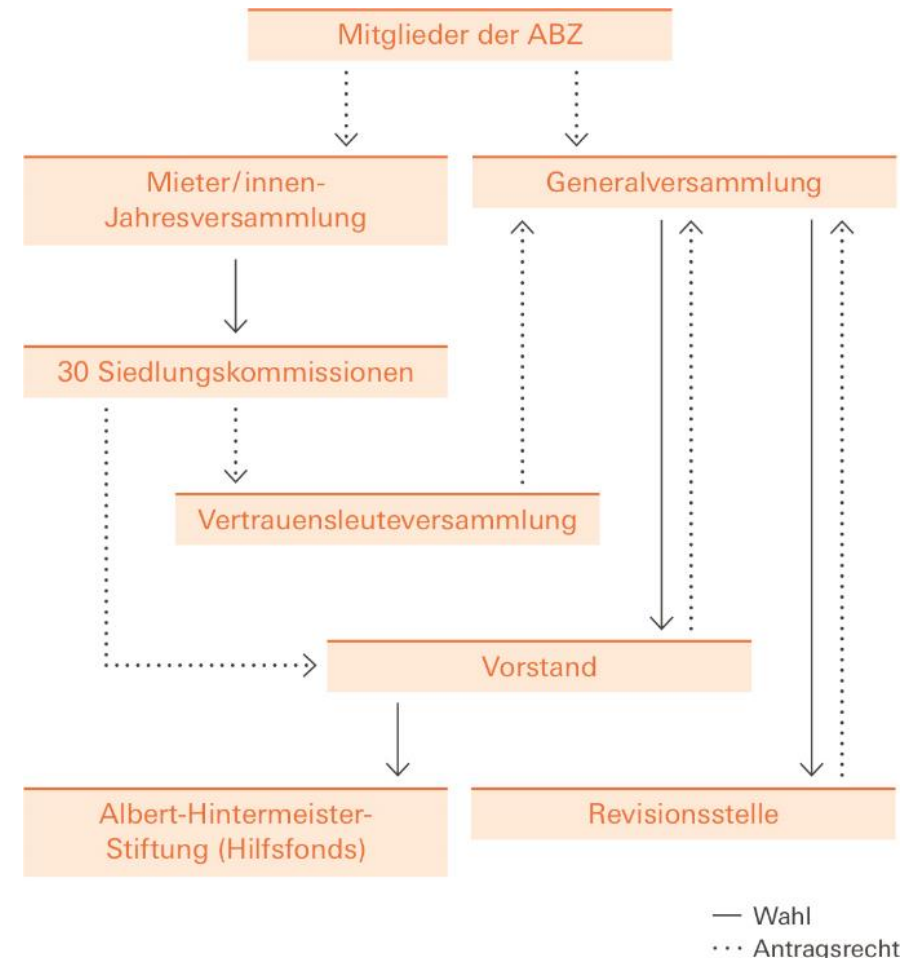 Mitglieder der ABZ
Mieter/innen-
Jahresversammlung
Generalversammlung
30 Siedlungskommissionen
Vertrauensleuteversammlung
Vorstand
Albert-Hintermeister-
Stiftung (Hilfsfonds)
Revisionsstelle
Wahl
Antragsrecht